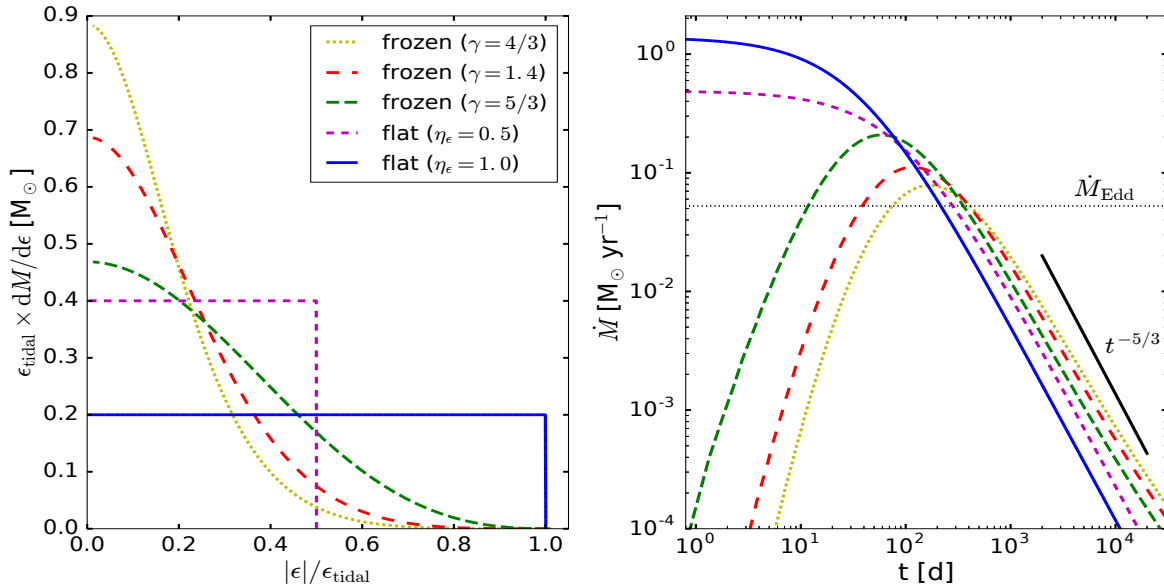 0.9
0.8
0.7
0.6
0.5
0.4
0.3
0.2
0.1
0.0
ϵ_tidal × dM/dϵ [M_⊙]
0.0 0.2 0.4 0.6 0.8 1.0
|ϵ|/ϵ_tidal
frozen (γ = 4/3)
frozen (γ = 1.4)
frozen (γ = 5/3)
flat (η_ϵ = 0.5)
flat (η_ϵ = 1.0)
10^0
10^-1
10^-2
10^-3
10^-4
Ṁ [M_⊙ yr^-1]
Ṁ_Edd
t^-5/3
10^0 10^1 10^2 10^3 10^4
t [d]